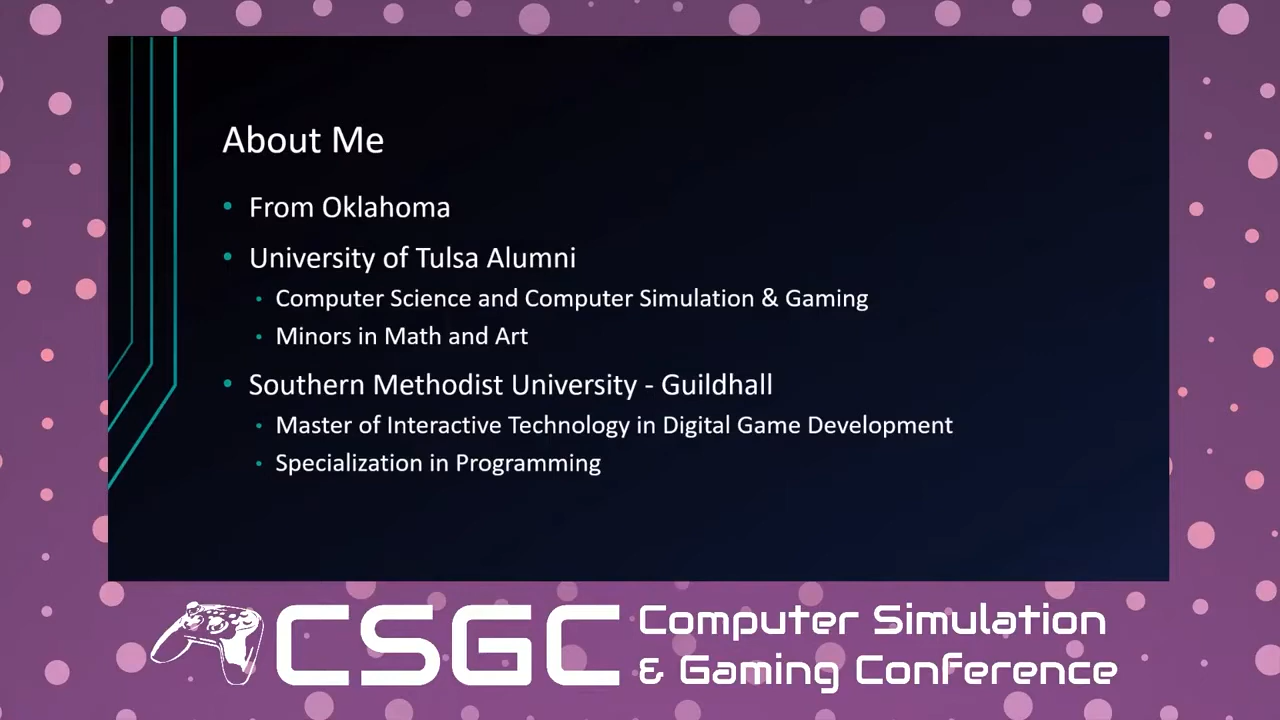 About Me
• From Oklahoma
• University of Tulsa Alumni
• Computer Science and Computer Simulation & Gaming
• Minors in Math and Art
• Southern Methodist University - Guildhall
• Master of Interactive Technology in Digital Game Development
• Specialization in Programming
CSGC
Computer Simulation
& Gaming Conference